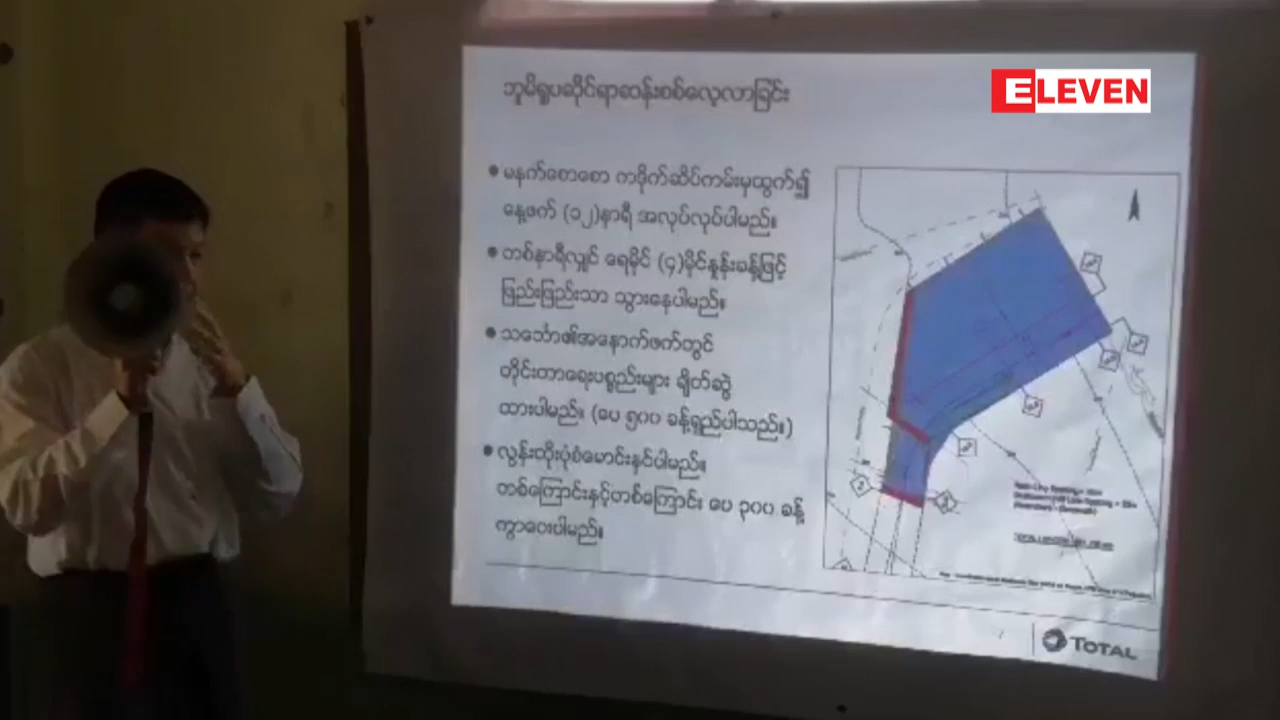 ELEVEN
ဘူမိရူပဆိုင်ရာဆန်းစစ်လေ့လာခြင်း
• မနက်စောစော ကဒိုက်ဆိပ်ကမ်းမှထွက်၍
နေ့ဖက် (၁၂)နာရီ အလုပ်လုပ်ပါမည်။
• တစ်နာရီလျှင် ရေမိုင် (၄)မိုင်နှုန်းခန့်ဖြင့်
ဖြည်းဖြည်းသာ သွားနေပါမည်။
• သင်္ဘော၏အနောက်ဖက်တွင်
တိုင်းတာရေးပစ္စည်းများ ချိတ်ဆွဲ
ထားပါမည်။ (ပေ ၅၀၀ ခန့်ရှည်ပါသည်။)
• လွန်းထိုးပုံစံမောင်းနှင်ပါမည်။
တစ်ကြောင်းနှင့်တစ်ကြောင်း ပေ ၃၀၀ ခန့်
ကွာဝေးပါမည်။
TOTAL